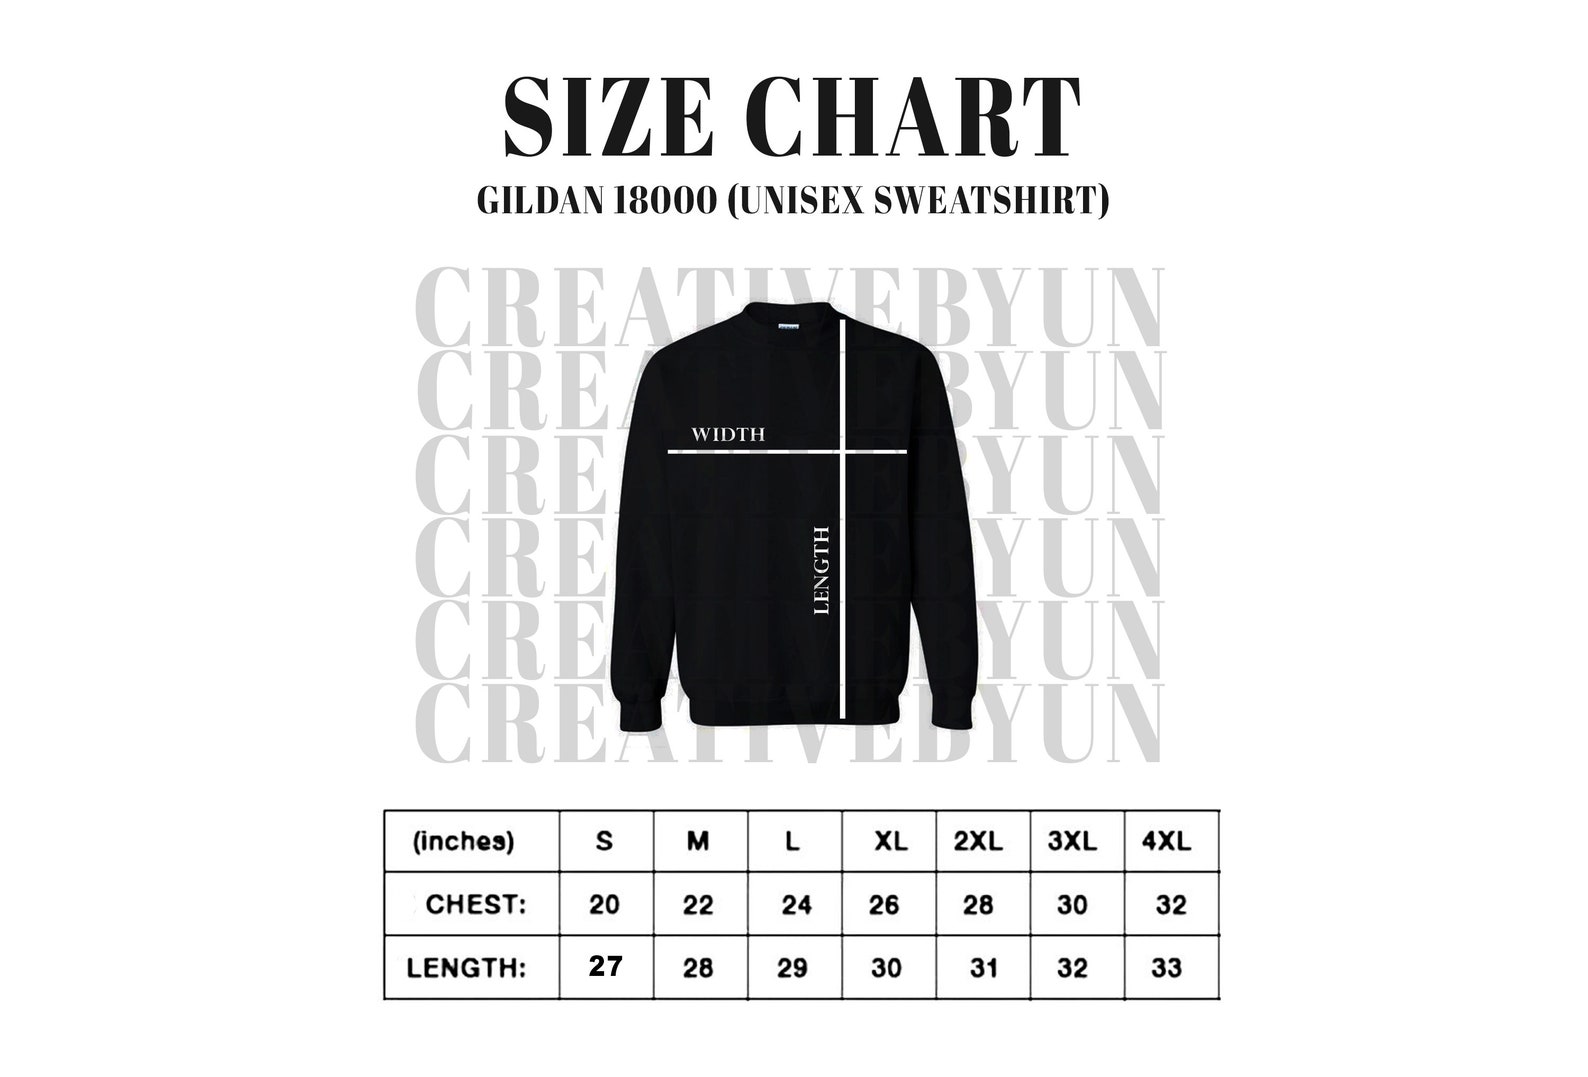 SIZE CHART
GILDAN 18000 (UNISEX SWEATSHIRT)
CREATIVEBYUN
CREATIVEBYUN
CREATIVEBYUN
CREATIVEBYUN
CREATIVEBYUN
CREATIVEBYUN
WIDTH
LENGTH
(inches) S M L XL 2XL 3XL 4XL
CHEST: 20 22 24 26 28 30 32
LENGTH: 27 28 29 30 31 32 33